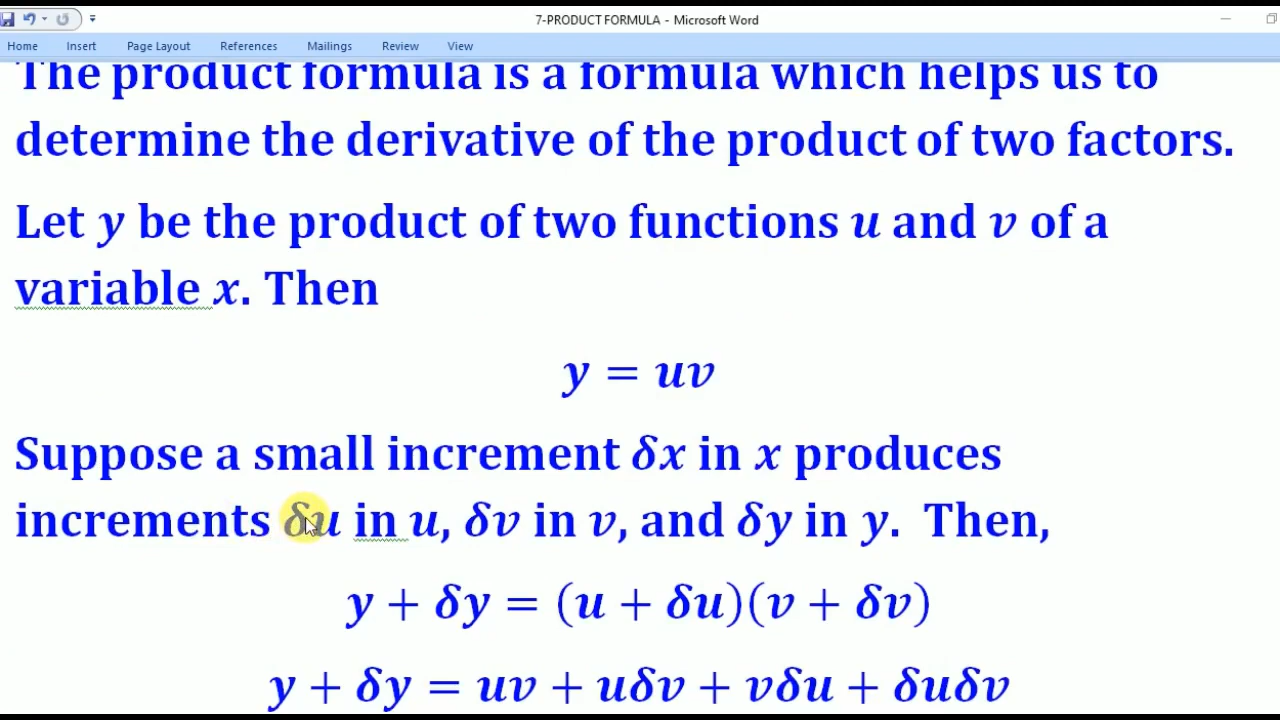 7-PRODUCT FORMULA - Microsoft Word
Home Insert Page Layout References Mailings Review View
The product formula is a formula which helps us to
determine the derivative of the product of two factors.
Let y be the product of two functions u and v of a
variable x. Then
y = uv
Suppose a small increment δx in x produces
increments δu in u, δv in v, and δy in y. Then,
y + δy = (u + δu)(v + δv)
y + δy = uv + uδv + vδu + δuδv